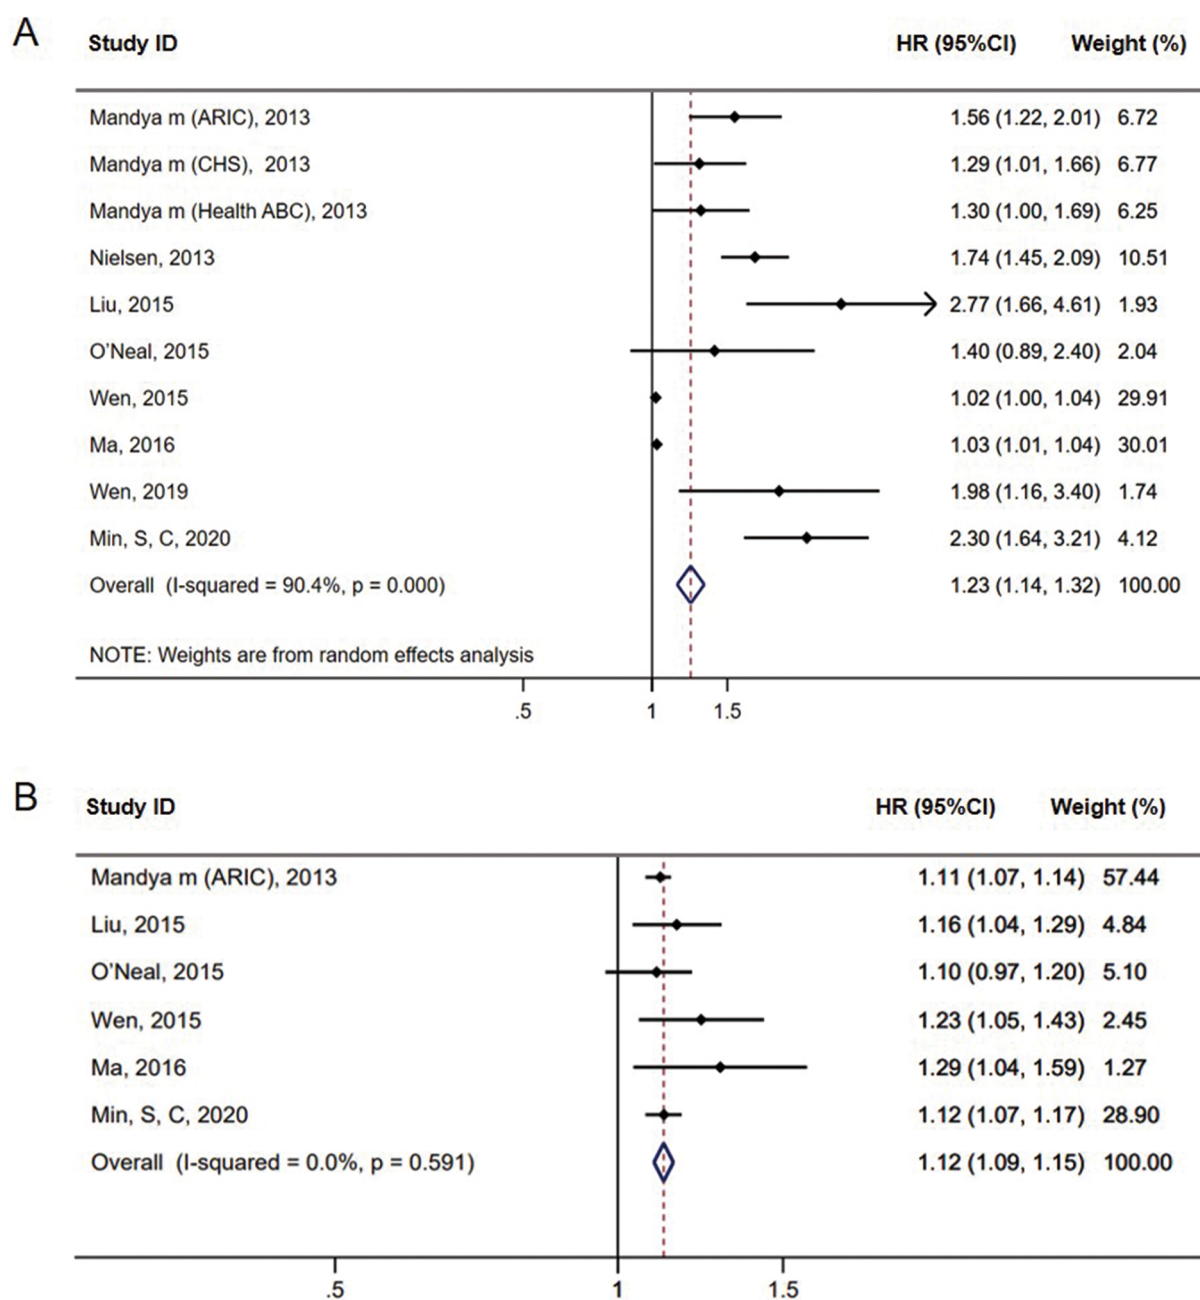 A
Study ID HR (95%CI) Weight (%)
Mandya m (ARIC), 2013 1.56 (1.22, 2.01) 6.72
Mandya m (CHS), 2013 1.29 (1.01, 1.66) 6.77
Mandya m (Health ABC), 2013 1.30 (1.00, 1.69) 6.25
Nielsen, 2013 1.74 (1.45, 2.09) 10.51
Liu, 2015 2.77 (1.66, 4.61) 1.93
O'Neal, 2015 1.40 (0.89, 2.40) 2.04
Wen, 2015 1.02 (1.00, 1.04) 29.91
Ma, 2016 1.03 (1.01, 1.04) 30.01
Wen, 2019 1.98 (1.16, 3.40) 1.74
Min, S, C, 2020 2.30 (1.64, 3.21) 4.12
Overall (I-squared = 90.4%, p = 0.000) 1.23 (1.14, 1.32) 100.00
NOTE: Weights are from random effects analysis
.5 1 1.5
B
Study ID HR (95%CI) Weight (%)
Mandya m (ARIC), 2013 1.11 (1.07, 1.14) 57.44
Liu, 2015 1.16 (1.04, 1.29) 4.84
O'Neal, 2015 1.10 (0.97, 1.20) 5.10
Wen, 2015 1.23 (1.05, 1.43) 2.45
Ma, 2016 1.29 (1.04, 1.59) 1.27
Min, S, C, 2020 1.12 (1.07, 1.17) 28.90
Overall (I-squared = 0.0%, p = 0.591) 1.12 (1.09, 1.15) 100.00
.5 1 1.5